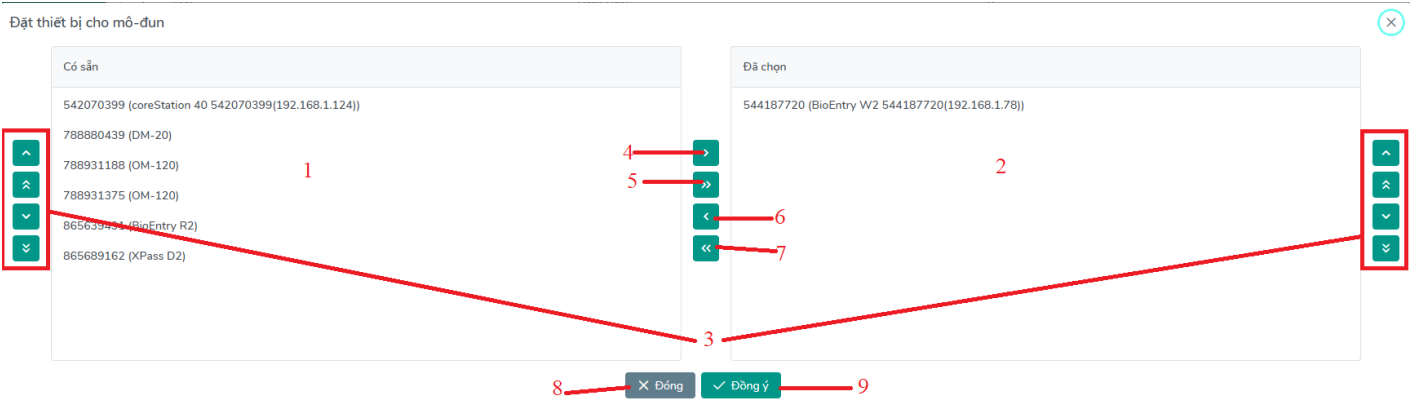 Đặt thiết bị cho mô-đun
Có sẵn
Đã chọn
542070399 (coreStation 40 542070399(192.168.1.124))
788880439 (DM-20)
788931188 (OM-120)
788931375 (OM-120)
865639491 (BioEntry R2)
865689162 (XPass D2)
544187720 (BioEntry W2 544187720(192.168.1.78))
1
4
5
6
7
2
3
8
Đóng
Đồng ý
9